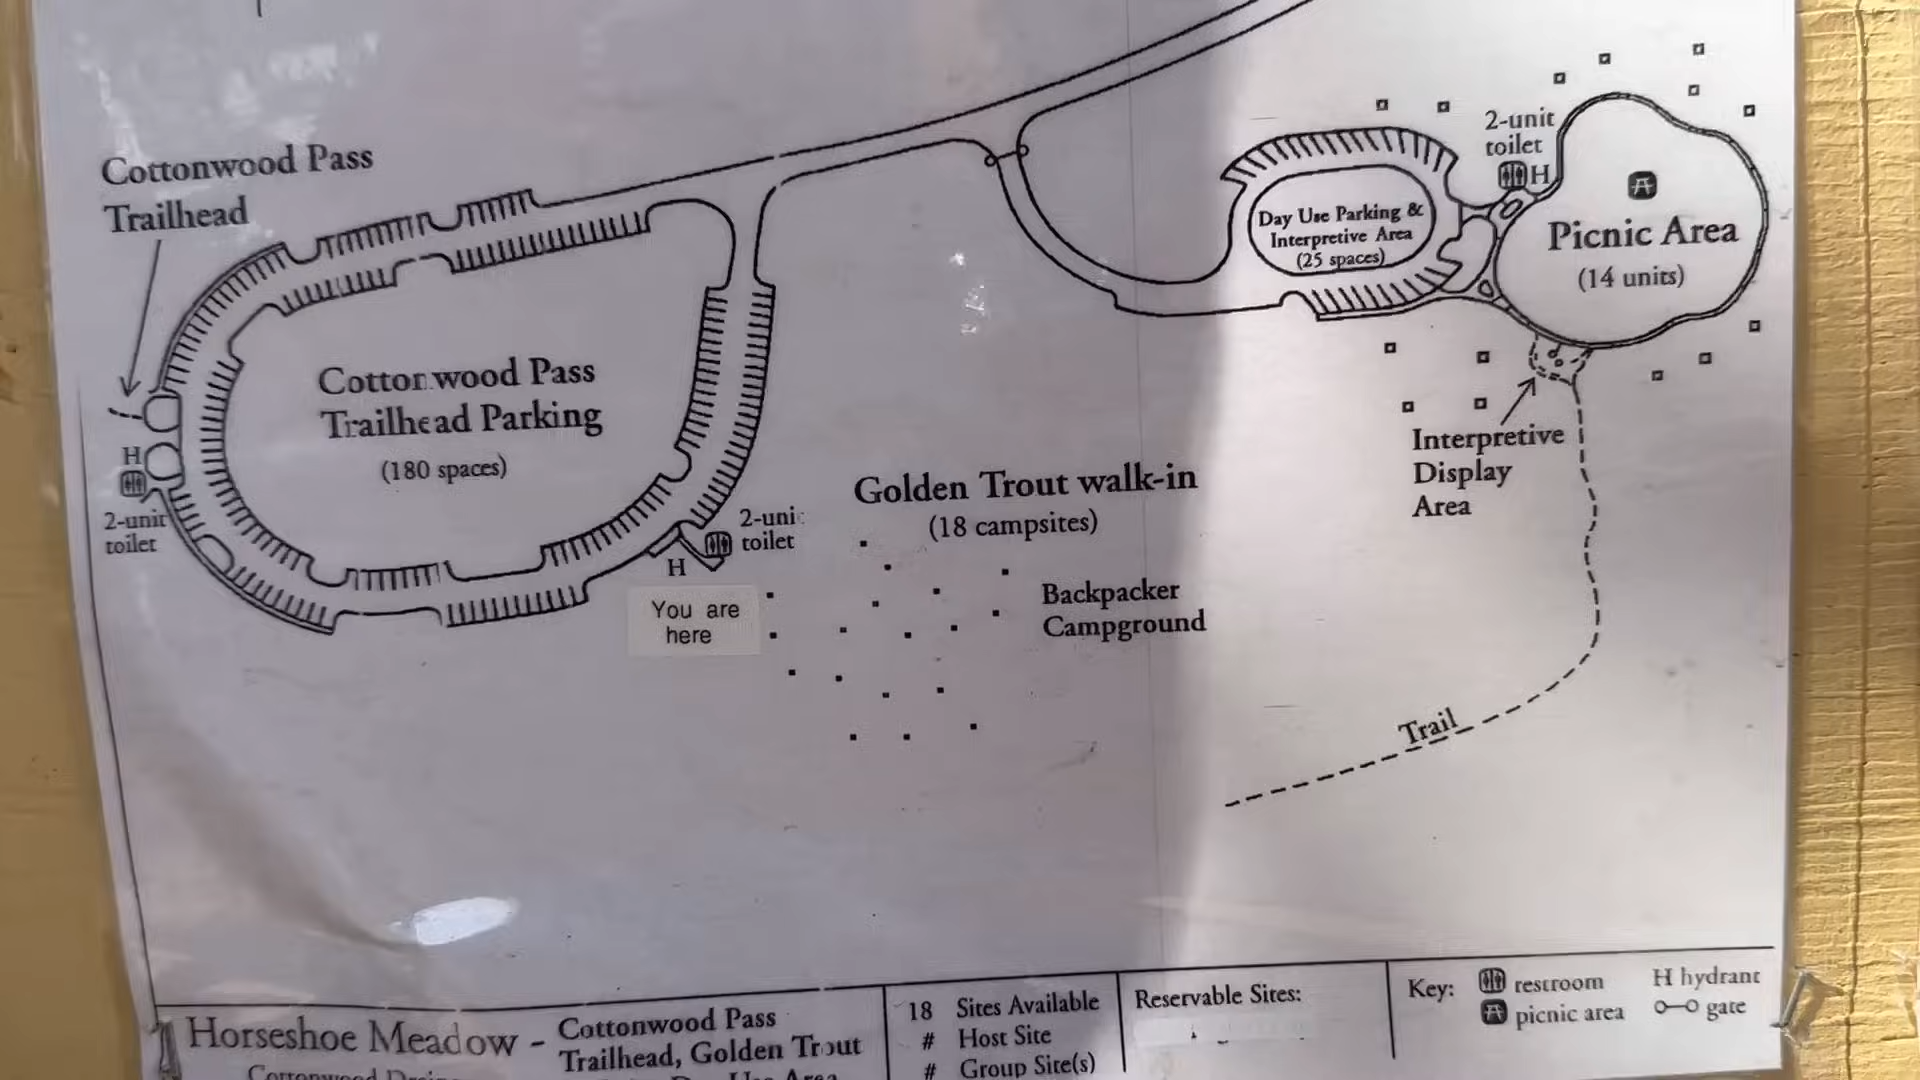 Cottonwood Pass
Trailhead
2-unit
toilet
H
Day Use Parking &
Interpretive Area
(25 spaces)
Picnic Area
(14 units)
Cottonwood Pass
Trailhead Parking
(180 spaces)
H
2-unit
toilet
Interpretive
Display
Area
Golden Trout walk-in
(18 campsites)
2-uni
toilet
H
You are
here
Backpacker
Campground
Trail
Horseshoe Meadow -
Cottonwood Pass
Trailhead, Golden Trout
18 Sites Available
# Host Site
# Group Site(s)
Reservable Sites:
Key:
restroom
picnic area
H hydrant
gate